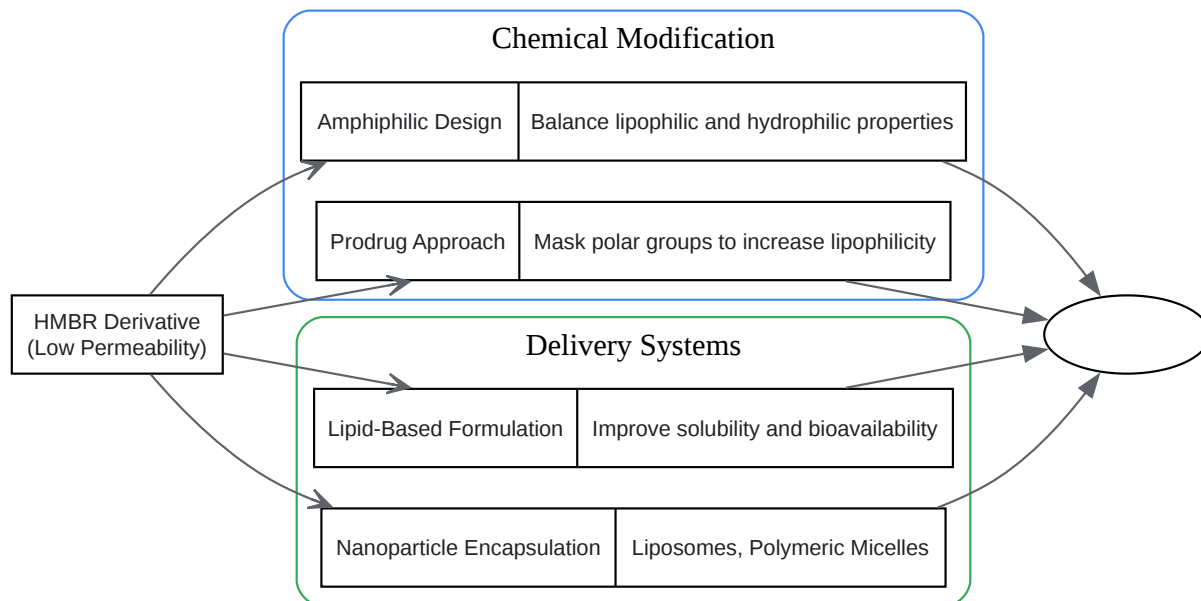 Chemical Modification
Amphiphilic Design
Balance lipophilic and hydrophilic properties
Prodrug Approach
Mask polar groups to increase lipophilicity
HMBR Derivative
(Low Permeability)
Delivery Systems
Lipid-Based Formulation
Improve solubility and bioavailability
Nanoparticle Encapsulation
Liposomes, Polymeric Micelles